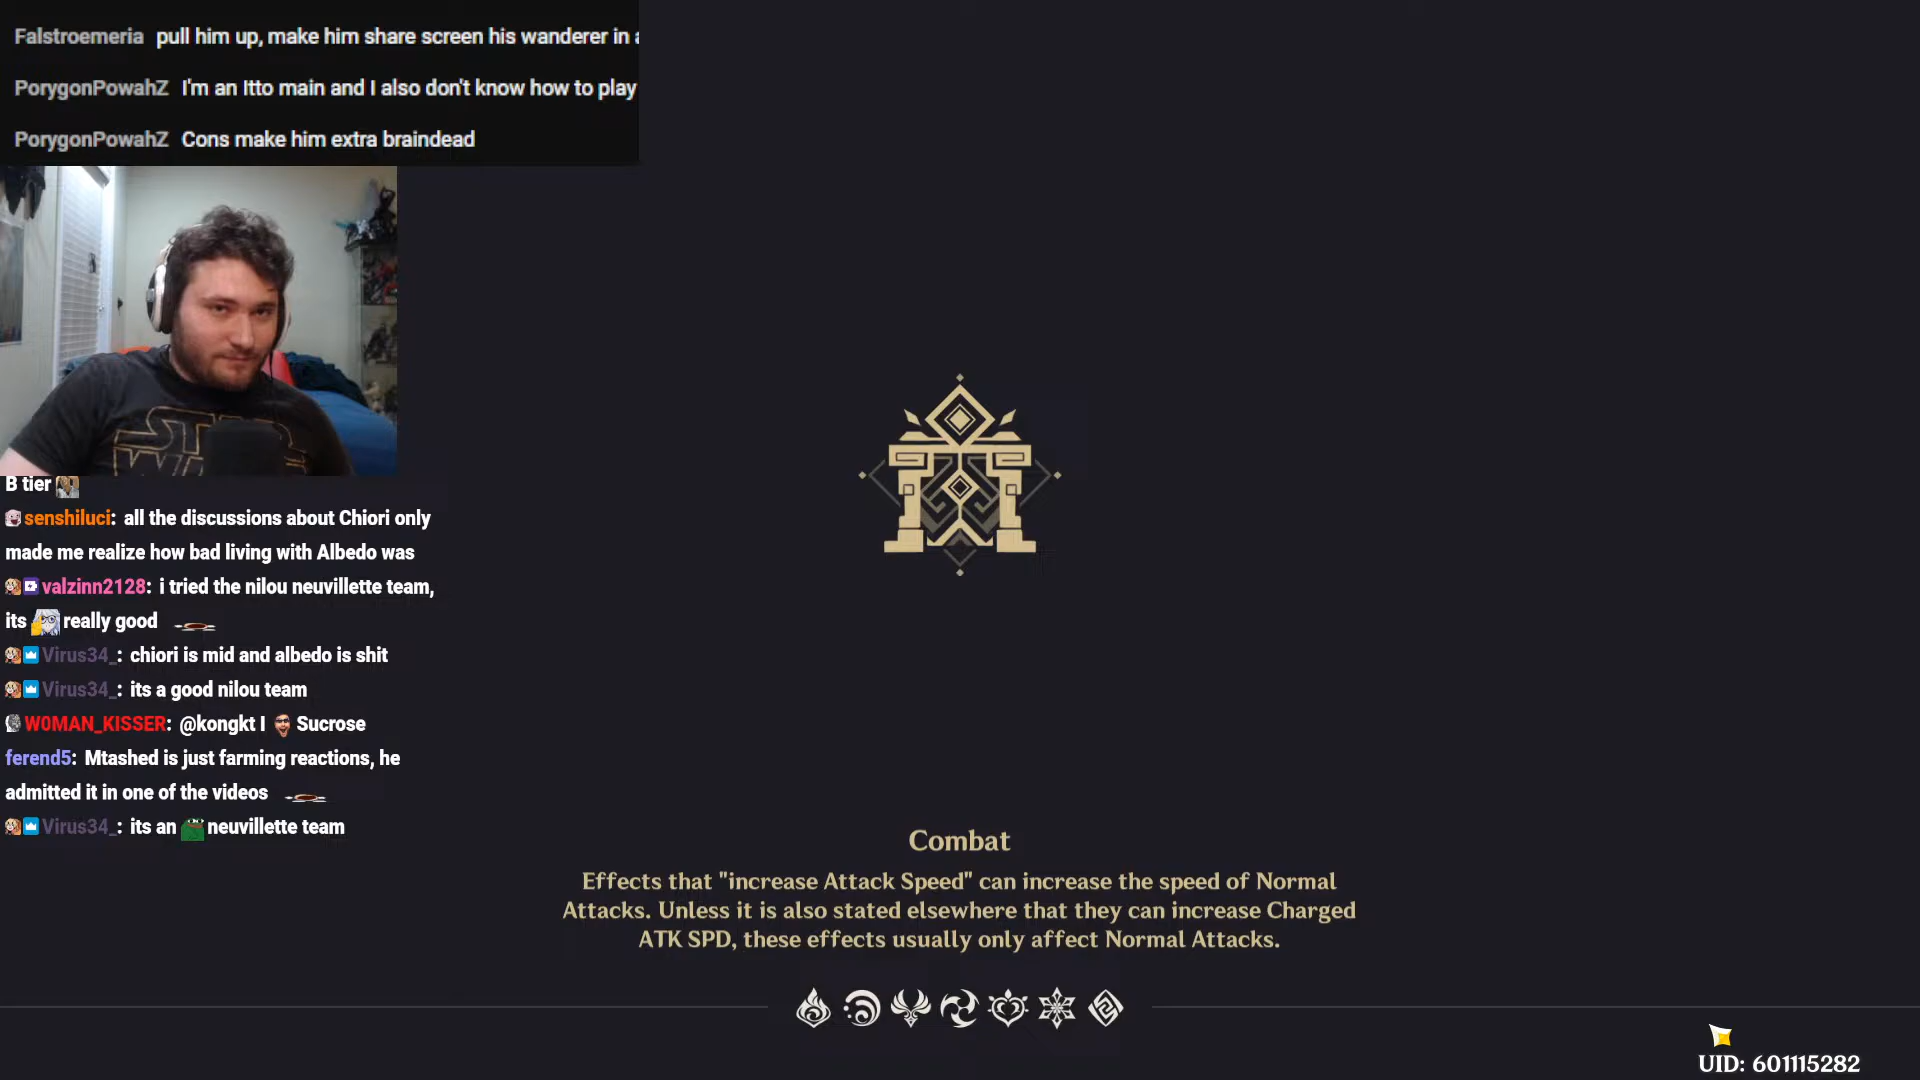 Falstroemeria pull him up, make him share screen his wanderer in
PorygonPowahZ I'm an Itto main and I also don't know how to play
PorygonPowahZ Cons make him extra braindead
STAR
WA
B tier
senshiluci: all the discussions about Chiori only
made me realize how bad living with Albedo was
valzinn2128: i tried the nilou neuvillette team,
its really good
Virus34_: chiori is mid and albedo is shit
Virus34_: its a good nilou team
W0MAN_KISSER: @kongkt I Sucrose
ferend5: Mtashed is just farming reactions, he
admitted it in one of the videos
Virus34_: its an neuvillette team
Combat
Effects that "increase Attack Speed" can increase the speed of Normal
Attacks. Unless it is also stated elsewhere that they can increase Charged
ATK SPD, these effects usually only affect Normal Attacks.
UID: 601115282